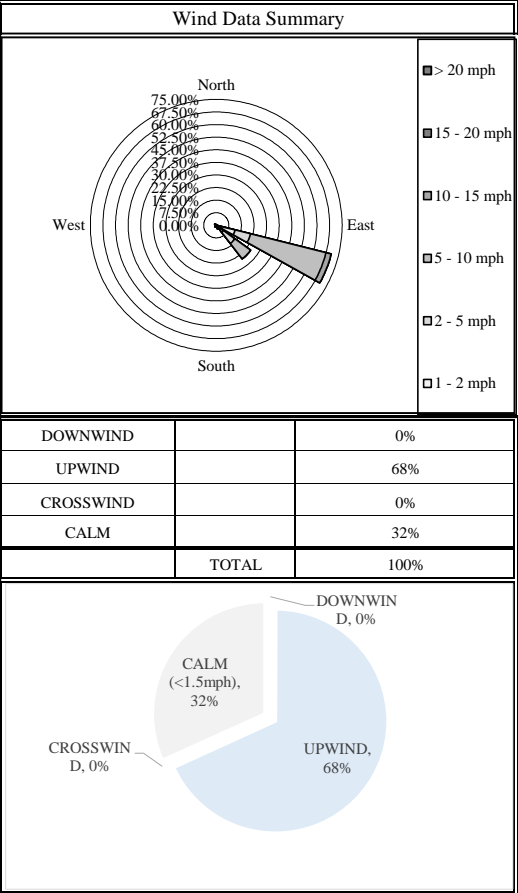 Wind Data Summary
North
75.00%
67.50%
60.00%
52.50%
45.00%
37.50%
30.00%
22.50%
15.00%
7.50%
0.00%
West
East
South
> 20 mph
15 - 20 mph
10 - 15 mph
5 - 10 mph
2 - 5 mph
1 - 2 mph
DOWNWIND 0%
UPWIND 68%
CROSSWIND 0%
CALM 32%
TOTAL 100%
DOWNWIN
D, 0%
CALM
(<1.5mph),
32%
CROSSWIN
D, 0%
UPWIND,
68%